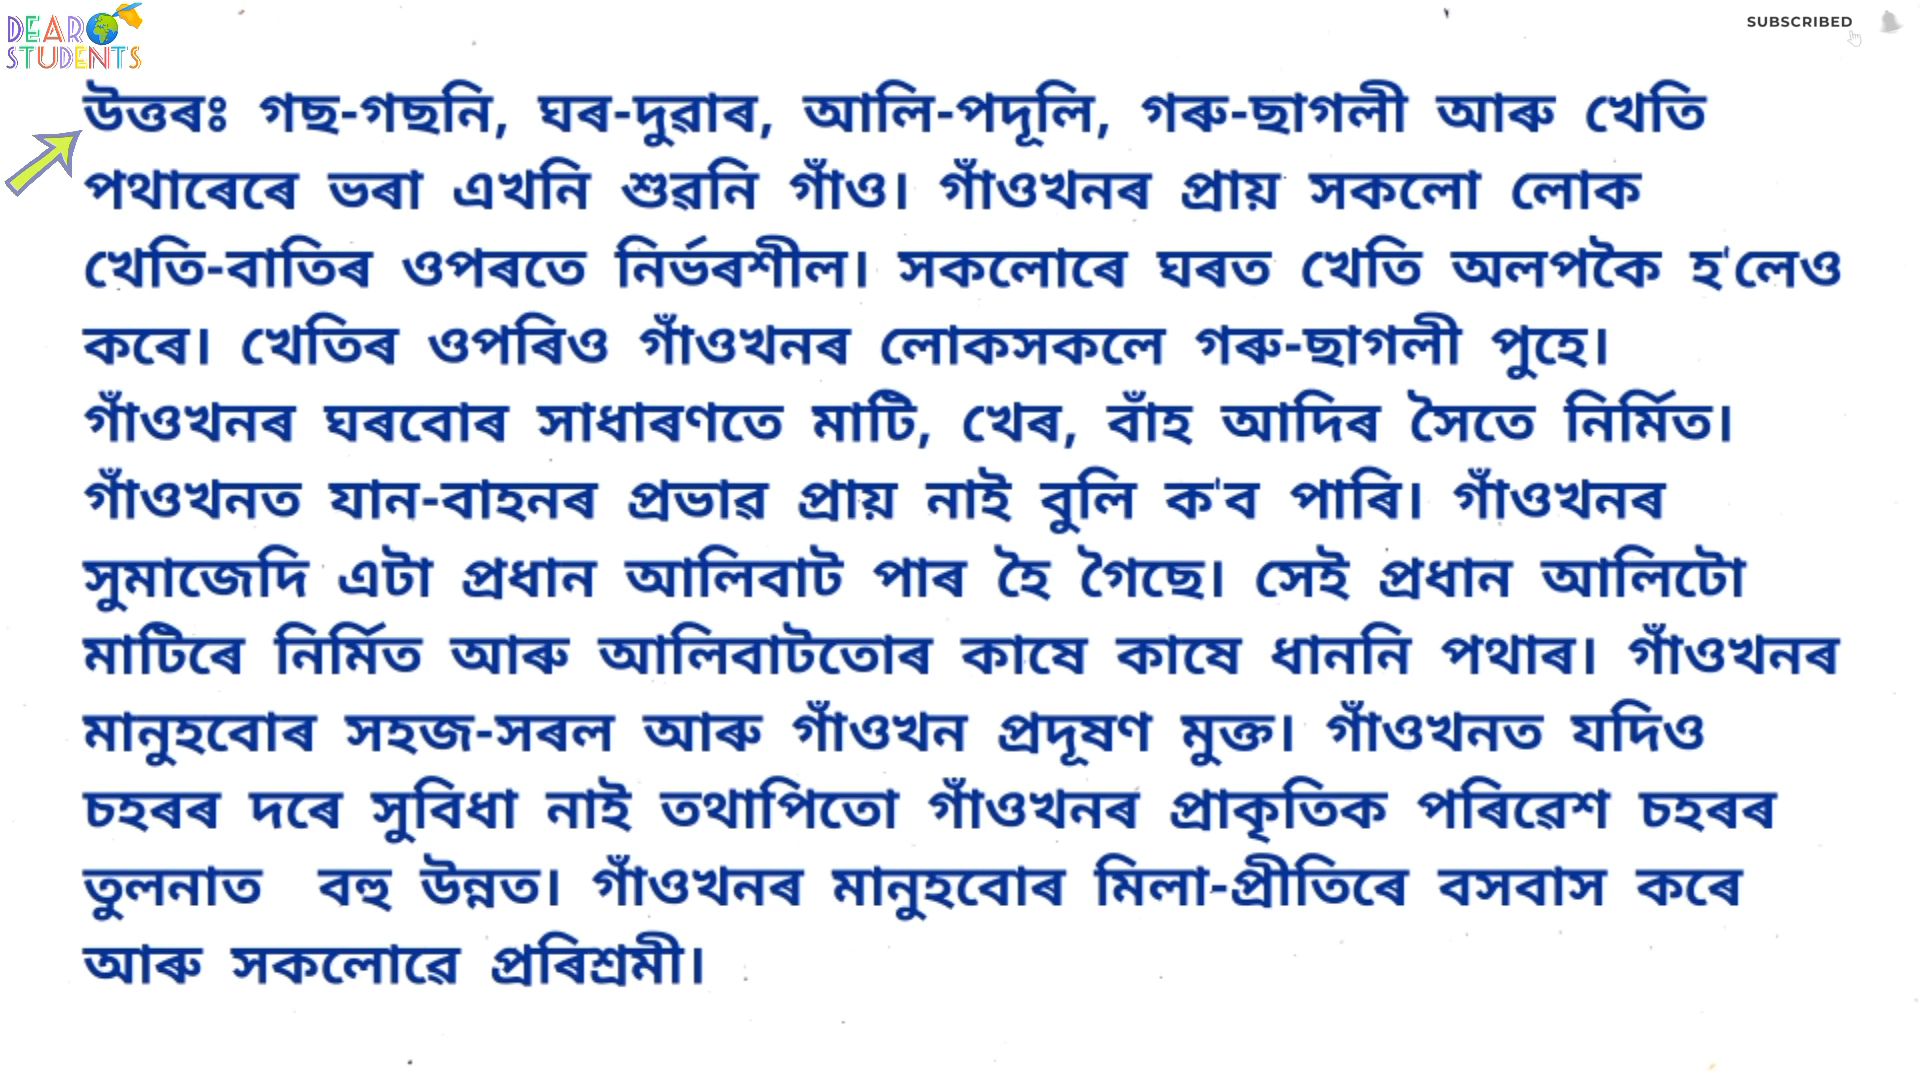 DEAR
STUDENTS
SUBSCRIBED
উত্তৰঃ গছ-গছনি, ঘৰ-দুৱাৰ, আলি-পদূলি, গৰু-ছাগলী আৰু খেতি
পথাৰেৰে ভৰা এখনি শুৱনি গাঁও। গাঁওখনৰ প্ৰায় সকলো লোক
খেতি-বাতিৰ ওপৰতে নিৰ্ভৰশীল। সকলোৰে ঘৰত খেতি অলপকৈ হ'লেও
কৰে। খেতিৰ ওপৰিও গাঁওখনৰ লোকসকলে গৰু-ছাগলী পুহে।
গাঁওখনৰ ঘৰবোৰ সাধাৰণতে মাটি, খেৰ, বাঁহ আদিৰ সৈতে নিৰ্মিত।
গাঁওখনত যান-বাহনৰ প্ৰভাৱ প্ৰায় নাই বুলি ক'ব পাৰি। গাঁওখনৰ
সুমাজেদি এটা প্ৰধান আলিবাট পাৰ হৈ গৈছে। সেই প্ৰধান আলিটো
মাটিৰে নিৰ্মিত আৰু আলিবাটতোৰ কাষে কাষে ধাননি পথাৰ। গাঁওখনৰ
মানুহবোৰ সহজ-সৰল আৰু গাঁওখন প্ৰদূষণ মুক্ত। গাঁওখনত যদিও
চহৰৰ দৰে সুবিধা নাই তথাপিতো গাঁওখনৰ প্ৰাকৃতিক পৰিৱেশ চহৰৰ
তুলনাত বহু উন্নত। গাঁওখনৰ মানুহবোৰ মিলা-প্ৰীতিৰে বসবাস কৰে
আৰু সকলোৱে প্ৰৰিশ্ৰমী।